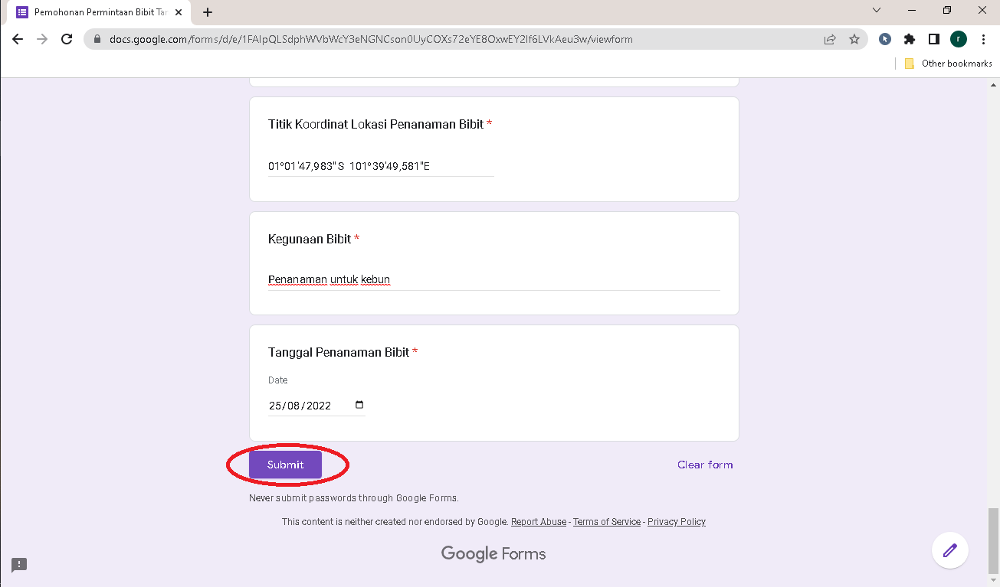 Pemohonan Permintaan Bibit Tan
docs.google.com/forms/d/e/1FAIpQLSdphWVbWcY3eNGNCson0UyCOXs72eYE8OxwEY2If6LVkAeu3w/viewform
r
Other bookmarks
Titik Koordinat Lokasi Penanaman Bibit *
01°01'47,983" S 101°39'49,581"E
Kegunaan Bibit *
Penanaman untuk kebun
Tanggal Penanaman Bibit *
Date
25/08/2022
Submit
Clear form
Never submit passwords through Google Forms.
This content is neither created nor endorsed by Google. Report Abuse - Terms of Service - Privacy Policy
Google Forms